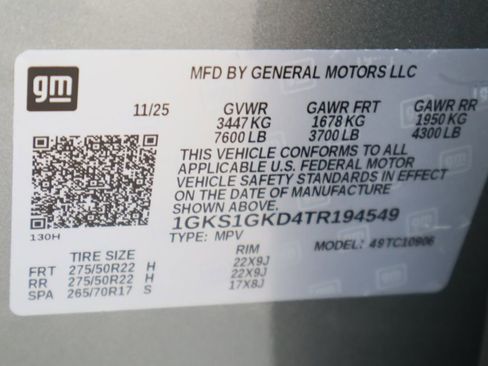 gm
MFD BY GENERAL MOTORS LLC
11/25 GVWR GAWR FRT GAWR RR
3447 KG 1678 KG 1950 KG
7600 LB 3700 LB 4300 LB
THIS VEHICLE CONFORMS TO ALL
APPLICABLE U.S. FEDERAL MOTOR
VEHICLE SAFETY STANDARDS IN EFFECT
ON THE DATE OF MANUFACTURE
SHOWN ABOVE.
1GKS1GKD4TR194549
130H
TYPE: MPV MODEL: 49TC10906
TIRE SIZE RIM
FRT 275/50R22 H 22X9J
RR 275/50R22 H 22X9J
SPA 265/70R17 S 17X8J